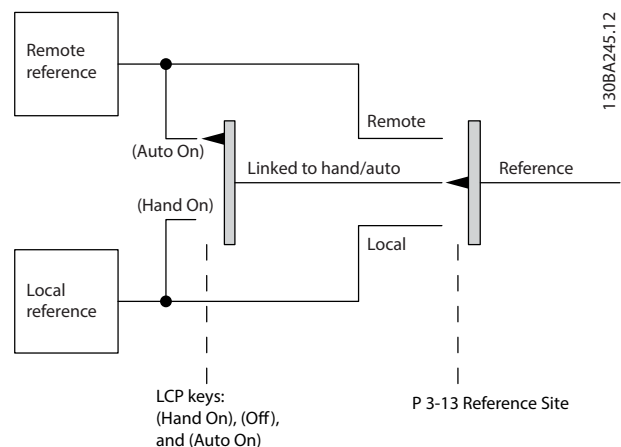 130BA245.12
Remote
reference
Remote
(Auto On)
Linked to hand/auto
Reference
(Hand On)
Local
Local
reference
LCP keys:
(Hand On), (Off),
and (Auto On)
P 3-13 Reference Site